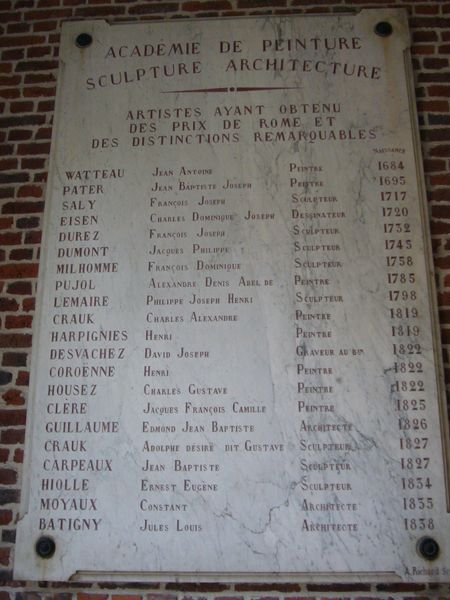 ACADÉMIE DE PEINTURE
SCULPTURE ARCHITECTURE
ARTISTES AYANT OBTENU
DES PRIX DE ROME ET
DES DISTINCTIONS REMARQUABLES
NAISSANCE
WATTEAU JEAN ANTOINE PEINTRE 1684
PATER JEAN BAPTISTE JOSEPH PEINTRE 1695
SALY FRANÇOIS JOSEPH SCULPTEUR 1717
EISEN CHARLES DOMINIQUE JOSEPH DESSINATEUR 1720
DUREZ FRANÇOIS JOSEPH SCULPTEUR 1732
DUMONT JACQUES PHILIPPE SCULPTEUR 1745
MILHOMME FRANÇOIS DOMINIQUE SCULPTEUR 1758
PUJOL ALEXANDRE DENIS ABEL DE PEINTRE 1785
LEMAIRE PHILIPPE JOSEPH HENRI SCULPTEUR 1798
CRAUK CHARLES ALEXANDRE PEINTRE 1819
HARPIGNIES HENRI PEINTRE 1819
DESVACHEZ DAVID JOSEPH GRAVEUR AU BIN 1822
COROËNNE HENRI PEINTRE 1822
HOUSEZ CHARLES GUSTAVE PEINTRE 1822
CLÈRE JACQUES FRANÇOIS CAMILLE PEINTRE 1825
GUILLAUME EDMOND JEAN BAPTISTE ARCHITECTE 1826
CRAUK ADOLPHE DÉSIRÉ DIT GUSTAVE SCULPTEUR 1827
CARPEAUX JEAN BAPTISTE SCULPTEUR 1827
HIOLLE ERNEST EUGÈNE SCULPTEUR 1834
MOYAUX CONSTANT ARCHITECTE 1835
BATIGNY JULES LOUIS ARCHITECTE 1838
A. Richard